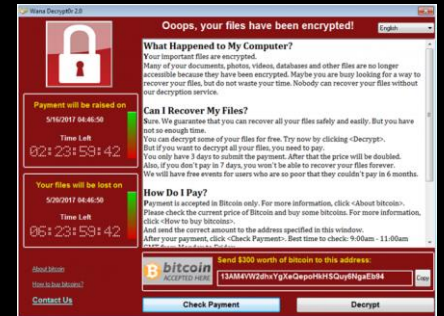 Wana Decrypt0r 2.0
Ooops, your files have been encrypted!
English
Payment will be raised on
5/16/2017 04:46:50
Time Left
02:23:59:42
Your files will be lost on
5/20/2017 04:46:50
Time Left
06:23:59:42
About bitcoin
How to buy bitcoins?
Contact Us
What Happened to My Computer?
Your important files are encrypted.
Many of your documents, photos, videos, databases and other files are no longer
accessible because they have been encrypted. Maybe you are busy looking for a way to
recover your files, but do not waste your time. Nobody can recover your files without
our decryption service.
Can I Recover My Files?
Sure. We guarantee that you can recover all your files safely and easily. But you have
not so enough time.
You can decrypt some of your files for free. Try now by clicking <Decrypt>.
But if you want to decrypt all your files, you need to pay.
You only have 3 days to submit the payment. After that the price will be doubled.
Also, if you don't pay in 7 days, you won't be able to recover your files forever.
We will have free events for users who are so poor that they couldn't pay in 6 months.
How Do I Pay?
Payment is accepted in Bitcoin only. For more information, click <About bitcoin>.
Please check the current price of Bitcoin and buy some bitcoins. For more information,
click <How to buy bitcoins>.
And send the correct amount to the address specified in this window.
After your payment, click <Check Payment>. Best time to check: 9:00am - 11:00am
GMT from Monday to Friday.
bitcoin
ACCEPTED HERE
Send $300 worth of bitcoin to this address:
13AM4VW2dhxYgXeQepoHkHSQuy6NgaEb94
Copy
Check Payment
Decrypt